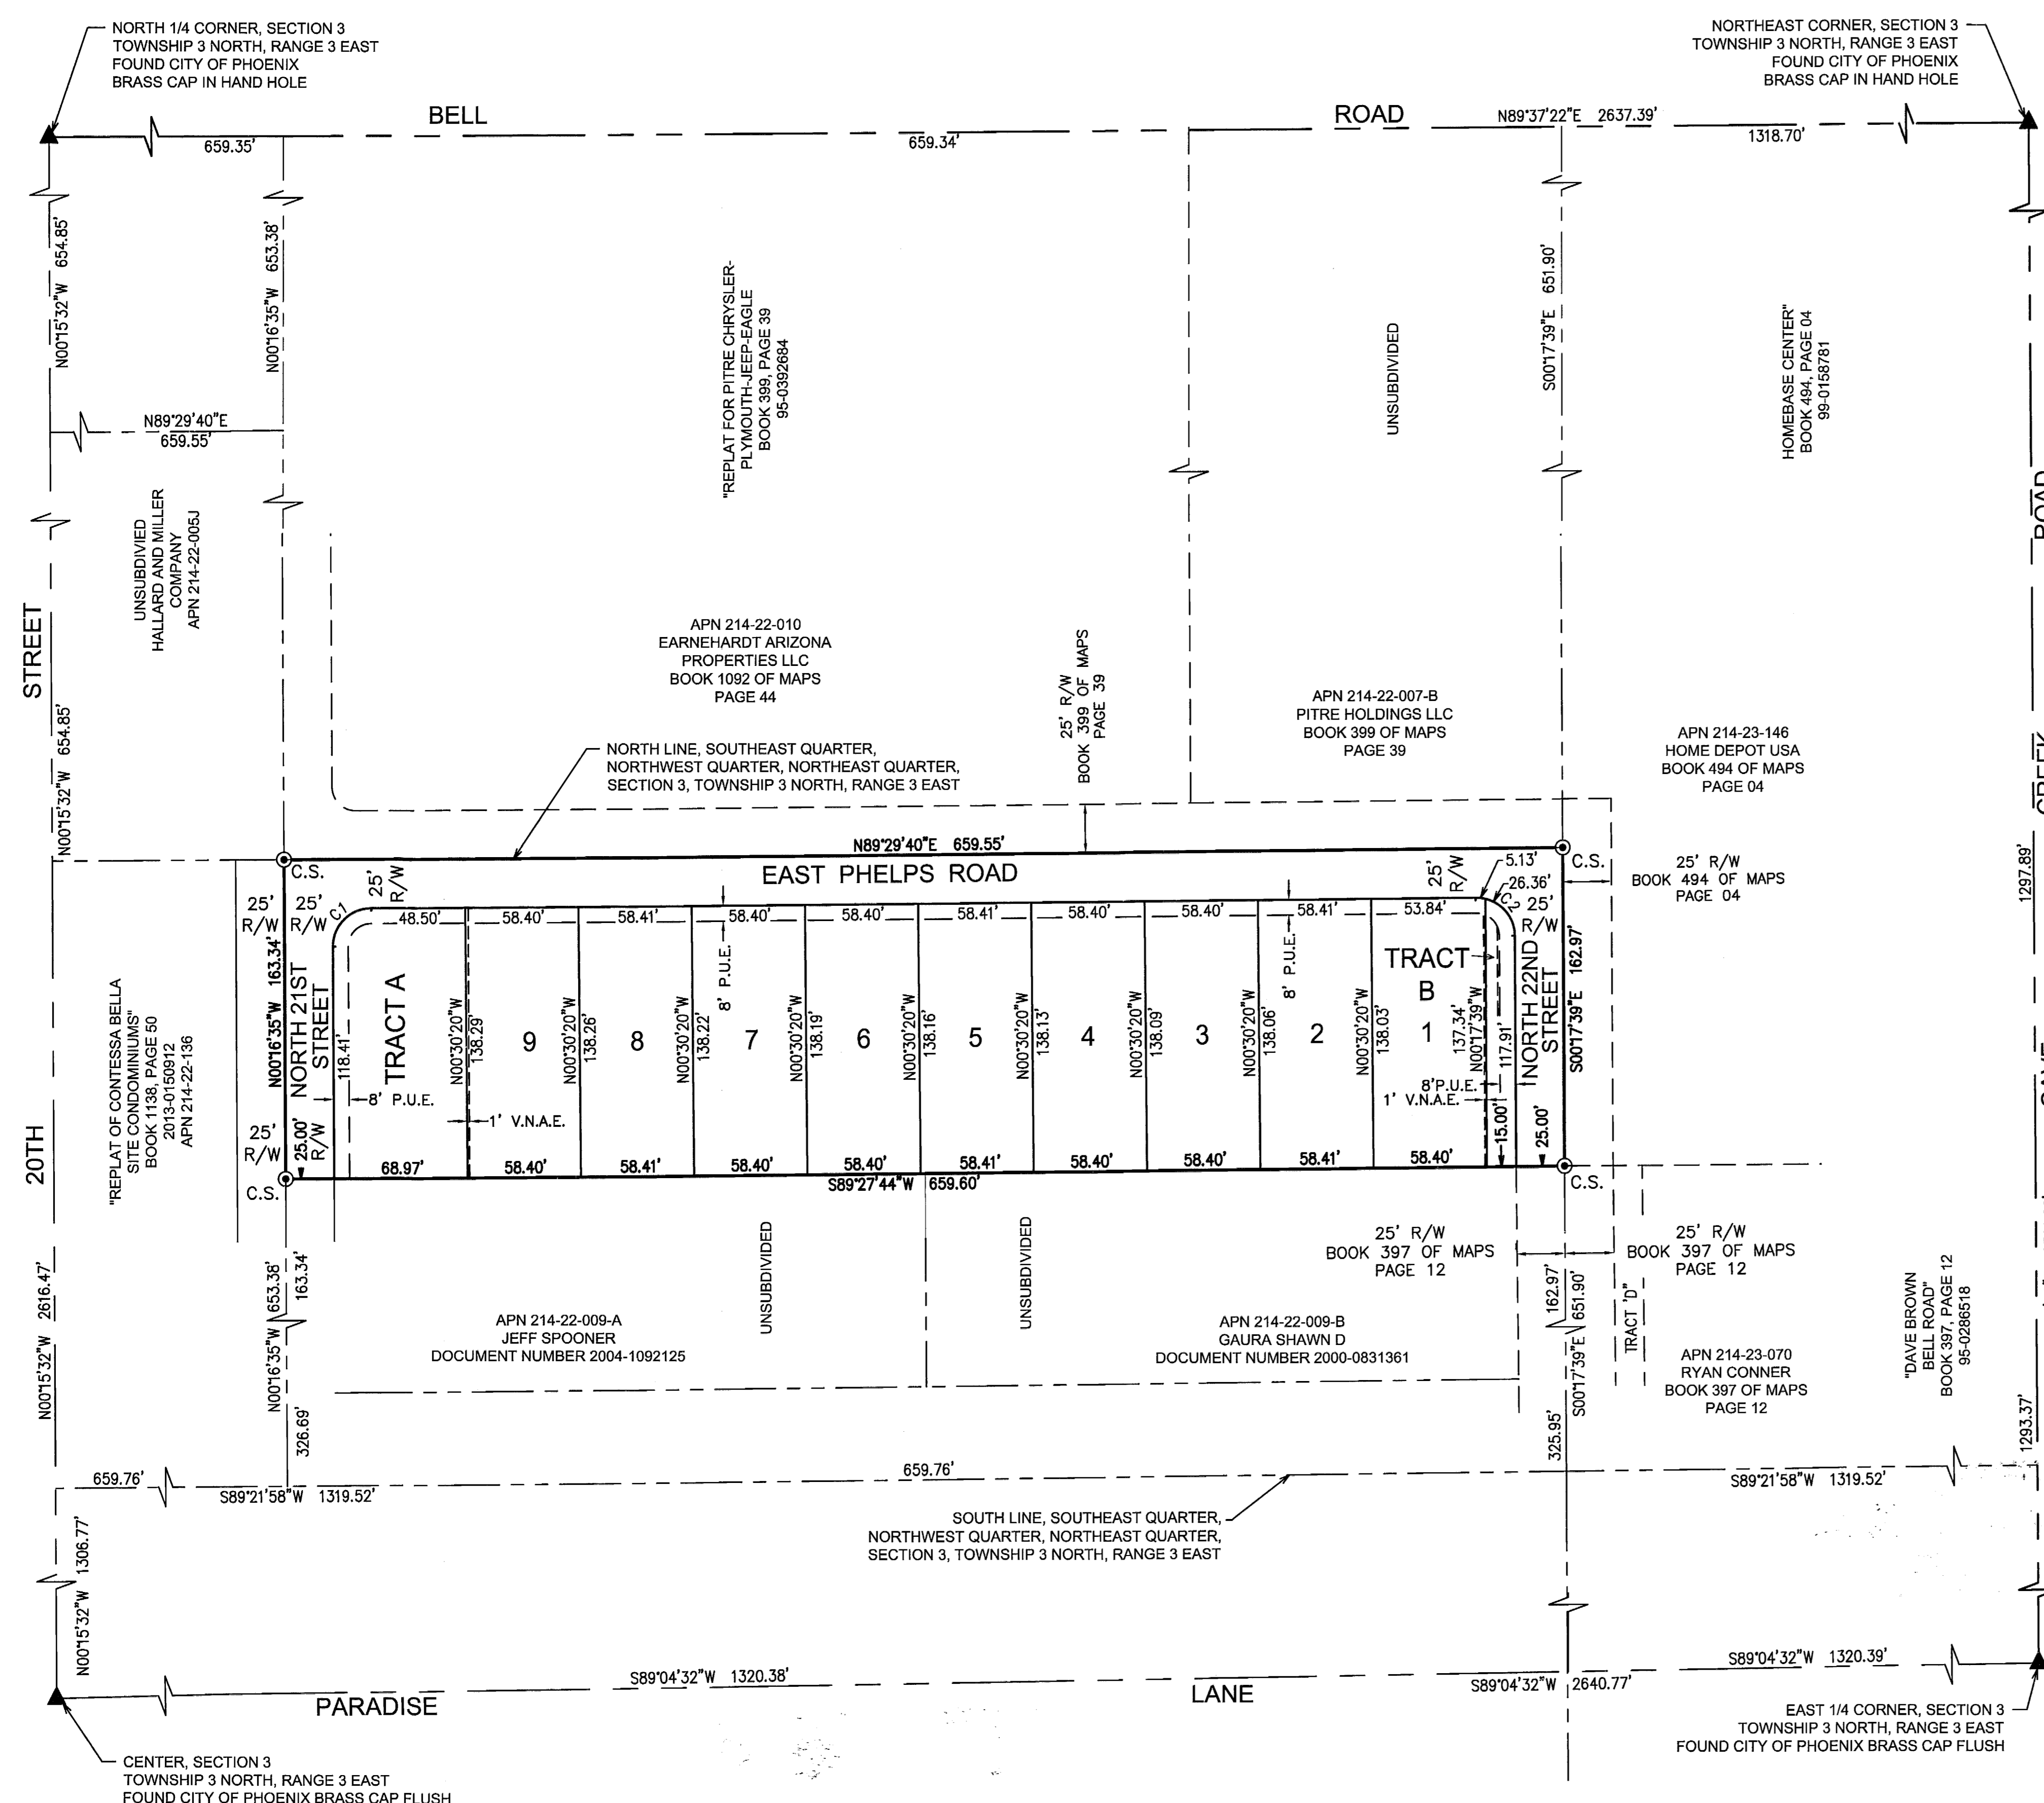 NORTH 1/4 CORNER, SECTION 3
TOWNSHIP 3 NORTH, RANGE 3 EAST
FOUND CITY OF PHOENIX
BRASS CAP IN HAND HOLE
NORTHEAST CORNER, SECTION 3
TOWNSHIP 3 NORTH, RANGE 3 EAST
FOUND CITY OF PHOENIX
BRASS CAP IN HAND HOLE
BELL ROAD
N89°37'22"E 2637.39'
659.35'
659.34'
1318.70'
N00°15'32"W 654.85'
N00°16'35"W 653.38'
"REPLAT FOR PITRE CHRYSLER-
PLYMOUTH-JEEP-EAGLE
BOOK 399, PAGE 39
95-0392684
UNSUBDIVIDED
S00°17'39"E 651.90'
HOMEBASE CENTER"
BOOK 494, PAGE 04
99-0158781
N89°29'40"E
659.55'
UNSUBDIVIED
HALLARD AND MILLER
COMPANY
APN 214-22-005J
20TH STREET
N00°15'32"W 654.85'
APN 214-22-010
EARNEHARDT ARIZONA
PROPERTIES LLC
BOOK 1092 OF MAPS
PAGE 44
25' R/W
BOOK 399 OF MAPS
PAGE 39
APN 214-22-007-B
PITRE HOLDINGS LLC
BOOK 399 OF MAPS
PAGE 39
APN 214-23-146
HOME DEPOT USA
BOOK 494 OF MAPS
PAGE 04
CREEK ROAD
1297.89'
NORTH LINE, SOUTHEAST QUARTER,
NORTHWEST QUARTER, NORTHEAST QUARTER,
SECTION 3, TOWNSHIP 3 NORTH, RANGE 3 EAST
N89°29'40"E 659.55'
EAST PHELPS ROAD
C.S.
C.S.
25' R/W
25' R/W
5.13'
26.36'
25' R/W
BOOK 494 OF MAPS
PAGE 04
25' R/W
25' R/W
C1
C2
25' R/W
48.50'
58.40'
58.41'
58.40'
58.40'
58.41'
58.40'
58.40'
58.41'
53.84'
N00°16'35"W 163.34'
NORTH 21ST
STREET
118.41'
TRACT A
N00°30'20"W
138.29'
9
N00°30'20"W
138.26'
8
N00°30'20"W
138.22'
8' P.U.E.
7
N00°30'20"W
138.19'
6
N00°30'20"W
138.16'
5
N00°30'20"W
138.13'
4
N00°30'20"W
138.09'
3
N00°30'20"W
138.06'
8' P.U.E.
2
N00°30'20"W
138.03'
TRACT
B
1
137.34'
N00°17'39"W
117.91'
NORTH 22ND
STREET
S00°17'39"E 162.97'
8' P.U.E.
1' V.N.A.E.
8'P.U.E.
1' V.N.A.E.
25' R/W
25.00'
R/W
15.00'
25.00'
68.97'
58.40'
58.41'
58.40'
58.40'
58.41'
58.40'
58.40'
58.41'
58.40'
S89°27'44"W 659.60'
C.S.
C.S.
"REPLAT OF CONTESSA BELLA
SITE CONDOMINIUMS"
BOOK 1138, PAGE 50
2013-0150912
APN 214-22-136
N00°15'32"W 2616.47'
N00°16'35"W 653.38'
163.34'
326.69'
UNSUBDIVIDED
UNSUBDIVIDED
APN 214-22-009-A
JEFF SPOONER
DOCUMENT NUMBER 2004-1092125
APN 214-22-009-B
GAURA SHAWN D
DOCUMENT NUMBER 2000-0831361
25' R/W
BOOK 397 OF MAPS
PAGE 12
25' R/W
BOOK 397 OF MAPS
PAGE 12
162.97'
325.95'
S00°17'39"E 651.90'
TRACT 'D"
APN 214-23-070
RYAN CONNER
BOOK 397 OF MAPS
PAGE 12
"DAVE BROWN
BELL ROAD"
BOOK 397, PAGE 12
95-0286518
1293.37'
659.76'
S89°21'58"W 1319.52'
659.76'
S89°21'58"W 1319.52'
SOUTH LINE, SOUTHEAST QUARTER,
NORTHWEST QUARTER, NORTHEAST QUARTER,
SECTION 3, TOWNSHIP 3 NORTH, RANGE 3 EAST
N00°15'32"W 1306.77'
S89°04'32"W 1320.38'
S89°04'32"W 2640.77'
S89°04'32"W 1320.39'
PARADISE LANE
CENTER, SECTION 3
TOWNSHIP 3 NORTH, RANGE 3 EAST
FOUND CITY OF PHOENIX BRASS CAP FLUSH
EAST 1/4 CORNER, SECTION 3
TOWNSHIP 3 NORTH, RANGE 3 EAST
FOUND CITY OF PHOENIX BRASS CAP FLUSH